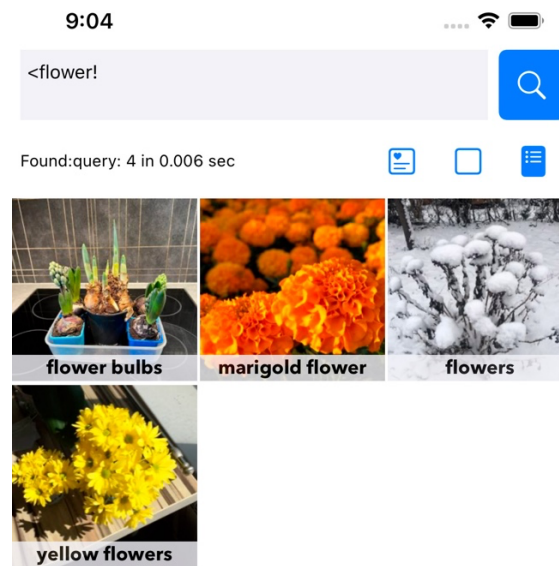 9:04
<flower!
Found:query: 4 in 0.006 sec
flower bulbs
marigold flower
flowers
yellow flowers